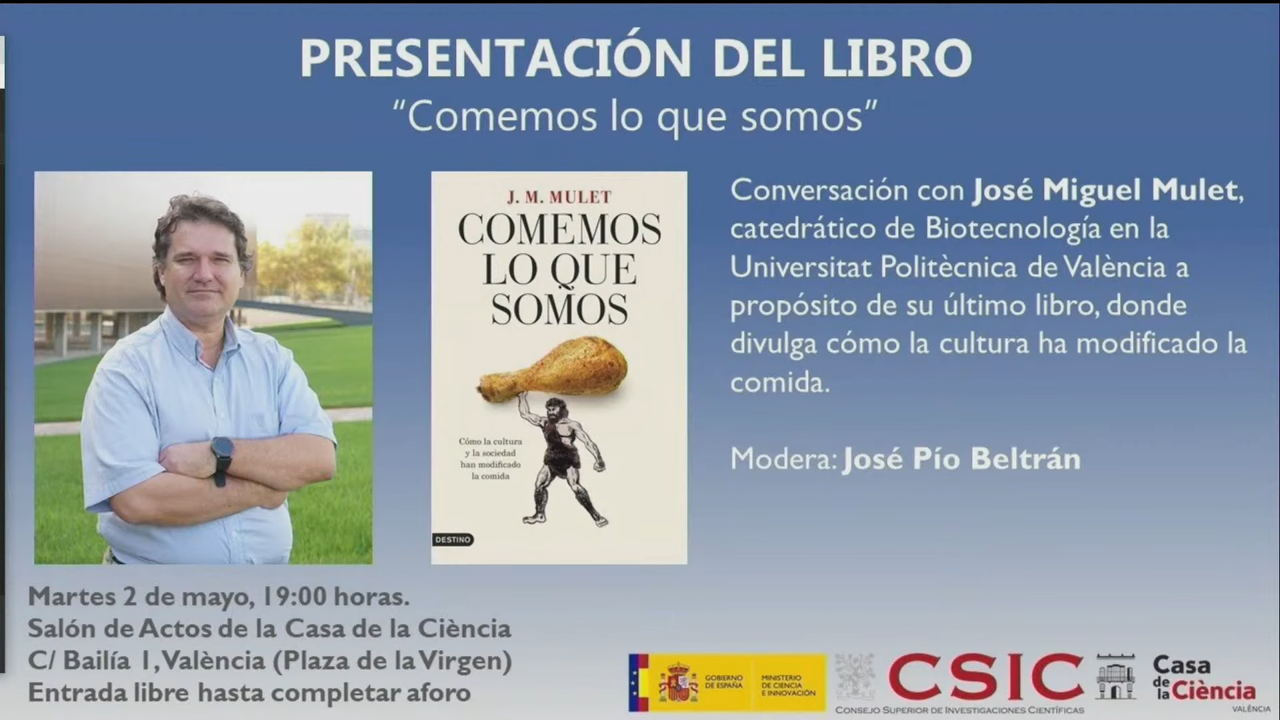 PRESENTACIÓN DEL LIBRO
“Comemos lo que somos”
J. M. MULET
COMEMOS
LO QUE
SOMOS
Cómo la cultura
y la sociedad
han modificado
la comida
DESTINO
Conversación con José Miguel Mulet,
catedrático de Biotecnología en la
Universitat Politècnica de València a
propósito de su último libro, donde
divulga cómo la cultura ha modificado la
comida.
Modera: José Pío Beltrán
Martes 2 de mayo, 19:00 horas.
Salón de Actos de la Casa de la Ciència
C/ Bailía 1, València (Plaza de la Virgen)
Entrada libre hasta completar aforo
GOBIERNO
DE ESPAÑA
MINISTERIO
DE CIENCIA
E INNOVACIÓN
CSIC
CONSEJO SUPERIOR DE INVESTIGACIONES CIENTÍFICAS
Casa
de
la Ciència
VALÈNCIA